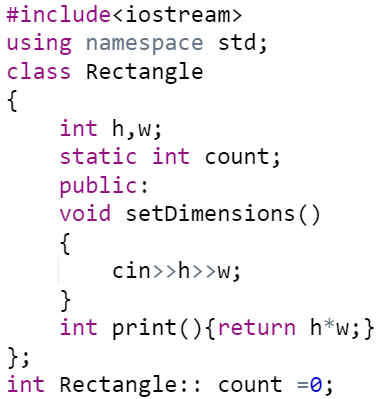 #include<iostream>
using namespace std;
class Rectangle
{
    int h,w;
    static int count;
    public:
    void setDimensions()
    {
        cin>>h>>w;
    }
    int print(){return h*w;}
};
int Rectangle:: count =0;